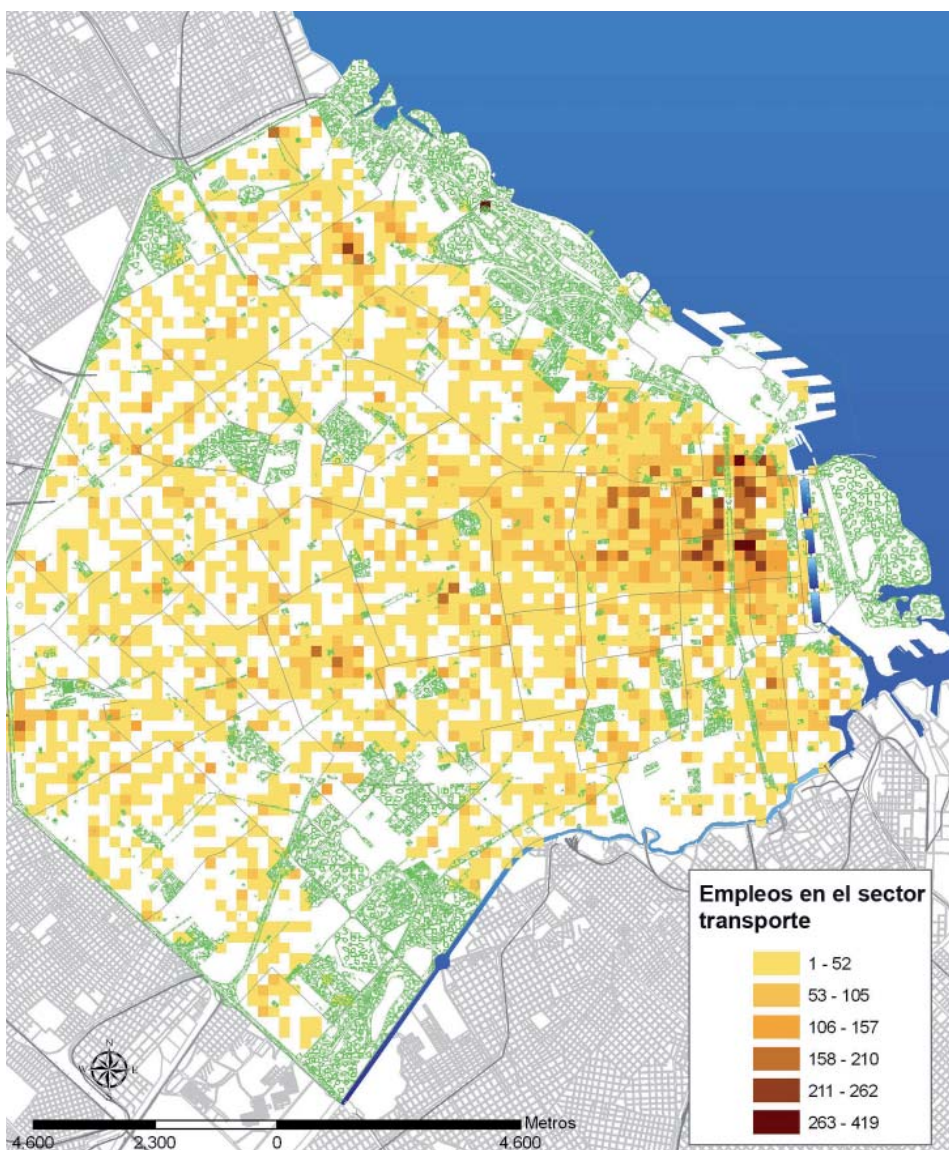 Empleos en el sector
transporte
1 - 52
53 - 105
106 - 157
158 - 210
211 - 262
263 - 419
N
W E
S
Metros
4.600 2.300 0 4.600